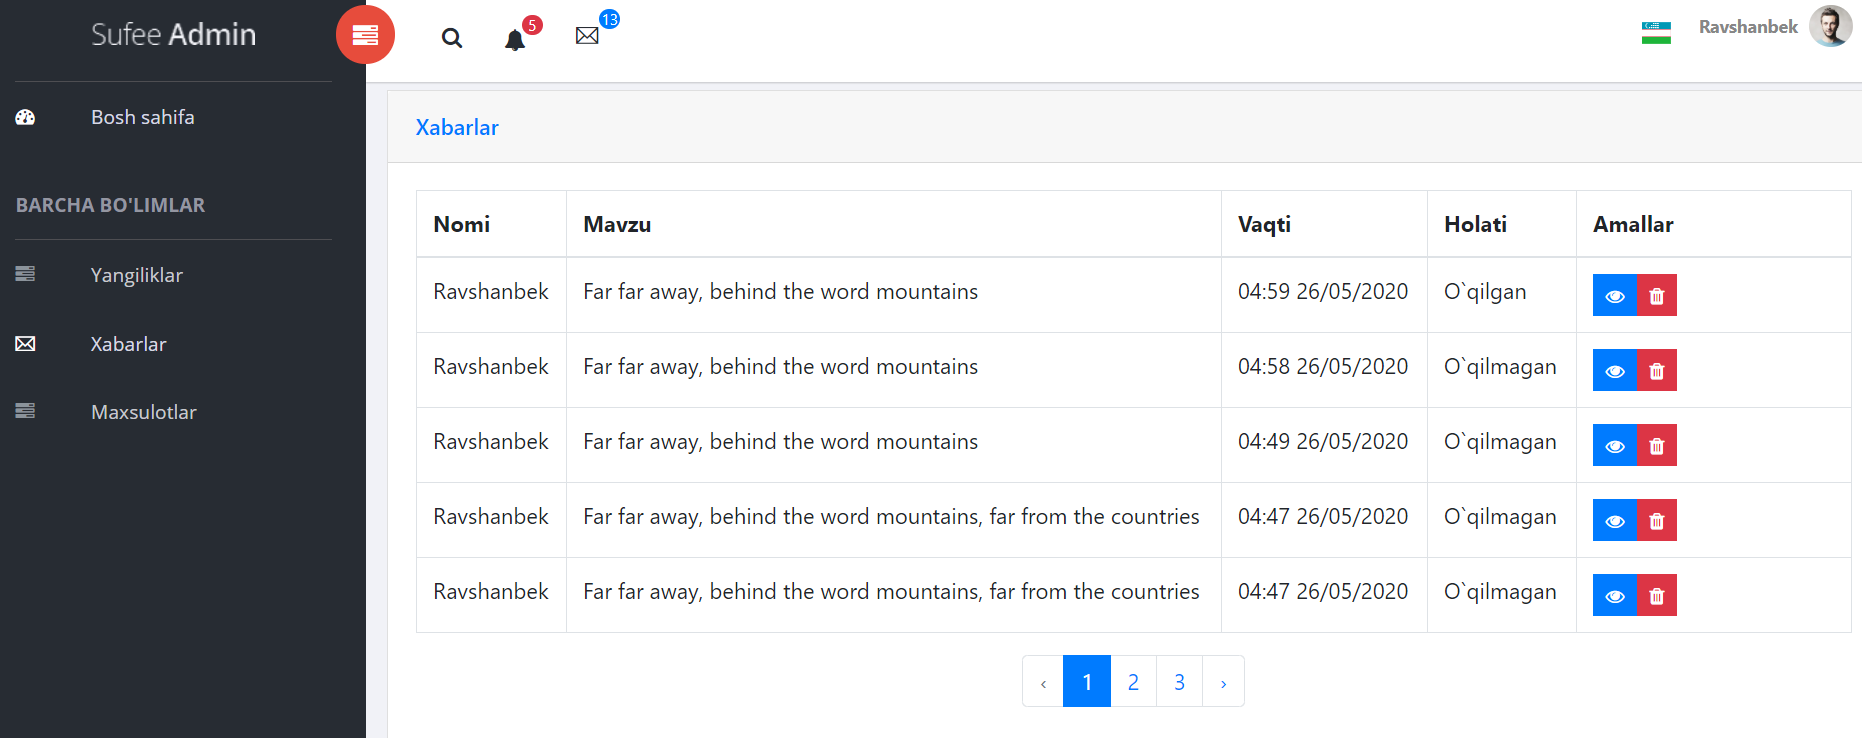 Sufee Admin
5
13
Ravshanbek
Bosh sahifa
BARCHA BO'LIMLAR
Yangiliklar
Xabarlar
Maxsulotlar
Xabarlar
Nomi Mavzu Vaqti Holati Amallar
Ravshanbek Far far away, behind the word mountains 04:59 26/05/2020 O`qilgan
Ravshanbek Far far away, behind the word mountains 04:58 26/05/2020 O`qilmagan
Ravshanbek Far far away, behind the word mountains 04:49 26/05/2020 O`qilmagan
Ravshanbek Far far away, behind the word mountains, far from the countries 04:47 26/05/2020 O`qilmagan
Ravshanbek Far far away, behind the word mountains, far from the countries 04:47 26/05/2020 O`qilmagan
‹ 1 2 3 ›